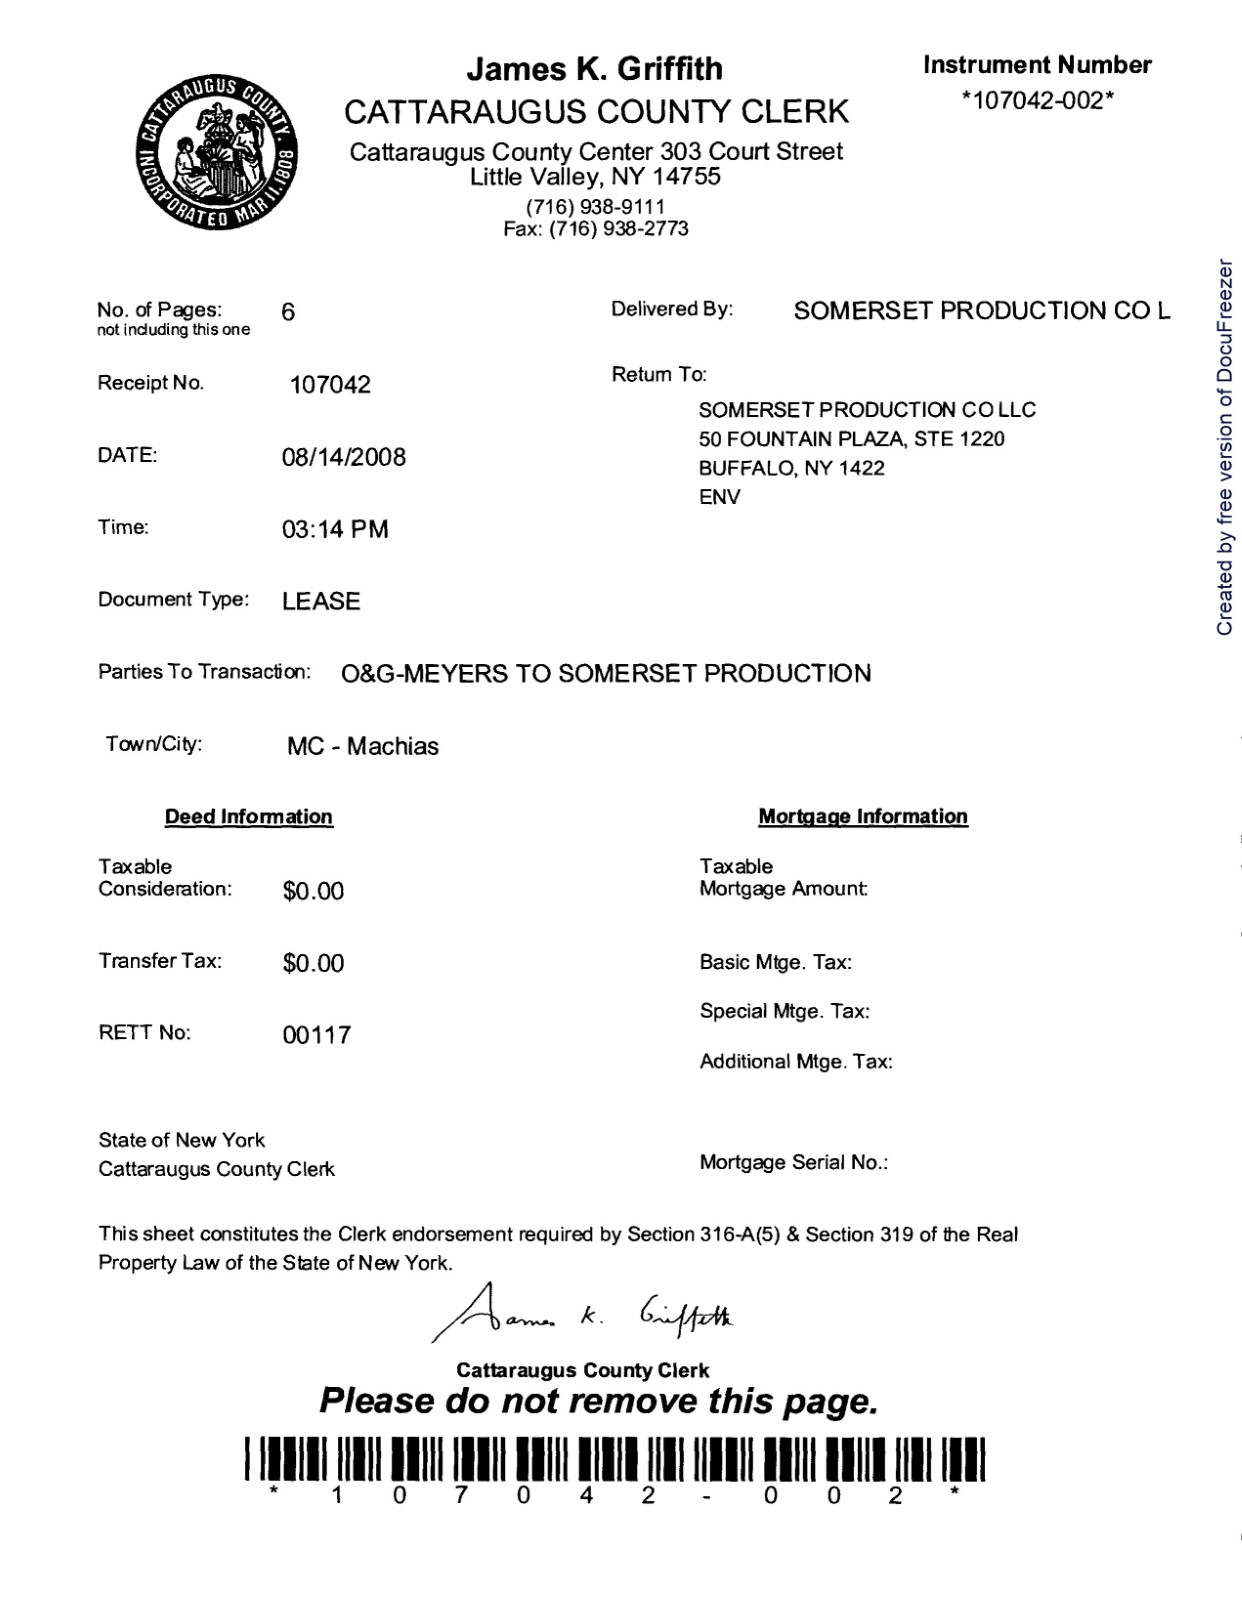 James K. Griffith
CATTARAUGUS COUNTY CLERK
Cattaraugus County Center 303 Court Street
Little Valley, NY 14755
(716) 938-9111
Fax: (716) 938-2773
Instrument Number
*107042-002*
CATTARAUGUS COUNTY,
INCORPORATED MAR 11, 1808
No. of Pages: 6
not including this one
Delivered By: SOMERSET PRODUCTION CO L
Receipt No. 107042
Return To:
SOMERSET PRODUCTION CO LLC
50 FOUNTAIN PLAZA, STE 1220
BUFFALO, NY 1422
ENV
DATE: 08/14/2008
Time: 03:14 PM
Document Type: LEASE
Parties To Transaction: O&G-MEYERS TO SOMERSET PRODUCTION
Town/City: MC - Machias
Deed Information
Taxable
Consideration: $0.00
Transfer Tax: $0.00
RETT No: 00117
Mortgage Information
Taxable
Mortgage Amount:
Basic Mtge. Tax:
Special Mtge. Tax:
Additional Mtge. Tax:
State of New York
Cattaraugus County Clerk
Mortgage Serial No.:
This sheet constitutes the Clerk endorsement required by Section 316-A(5) & Section 319 of the Real
Property Law of the State of New York.
James K. Griffith
Cattaraugus County Clerk
Please do not remove this page.
* 1 0 7 0 4 2 - 0 0 2 *
Created by free version of DocuFreezer